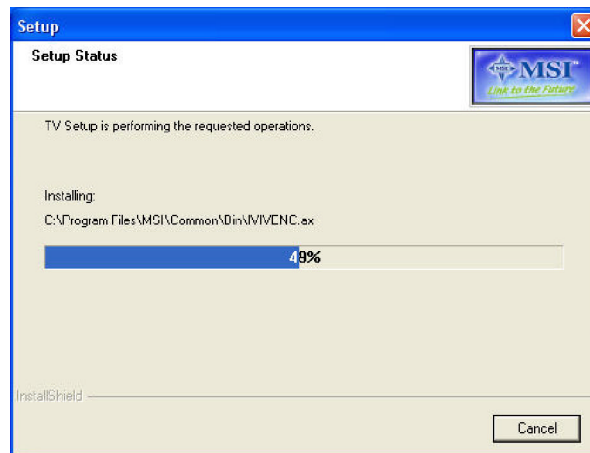 Setup
Setup Status
MSI
Link to the Future
TV Setup is performing the requested operations.
Installing:
C:\Program Files\MSI\Common\Bin\IVIVENC.ax
49%
InstallShield
Cancel